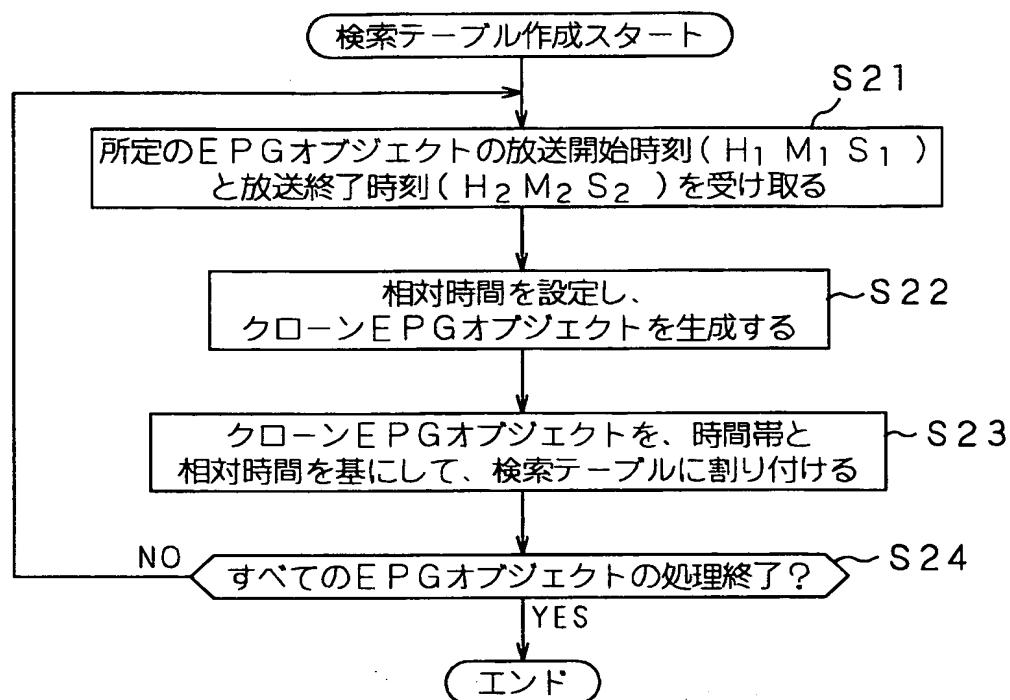 検索テーブル作成スタート
S21
所定のEPGオブジェクトの放送開始時刻(H1 M1 S1)
と放送終了時刻(H2 M2 S2)を受け取る
相対時間を設定し、
クローンEPGオブジェクトを生成する
S22
クローンEPGオブジェクトを、時間帯と
相対時間を基にして、検索テーブルに割り付ける
S23
NO
すべてのEPGオブジェクトの処理終了?
S24
YES
エンド